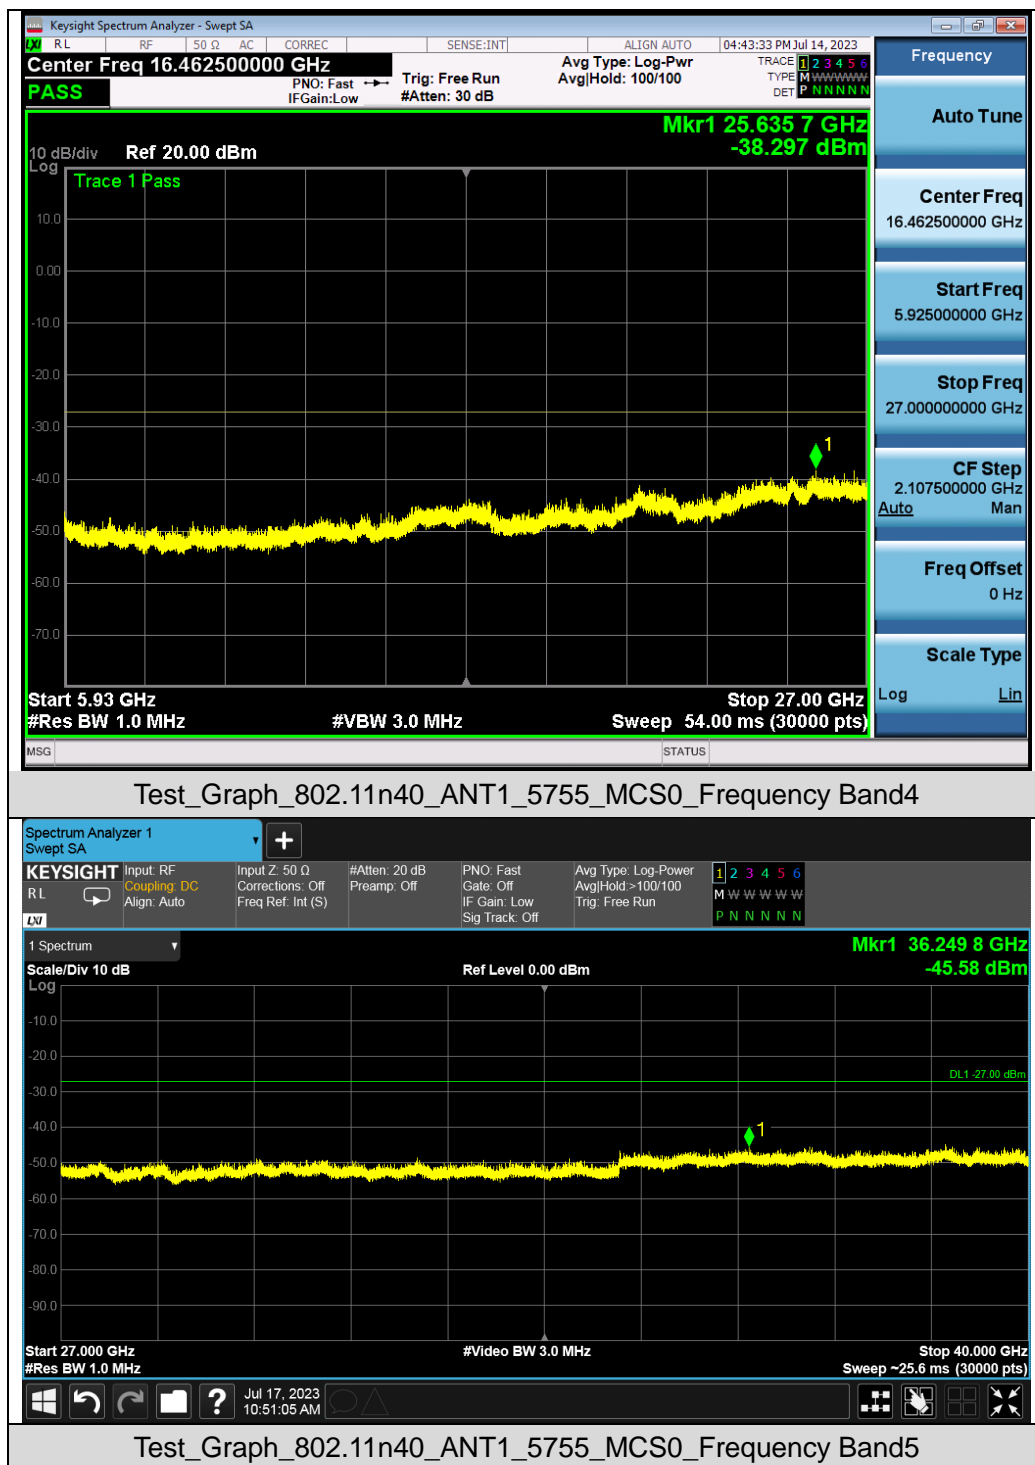 Keysight Spectrum Analyzer - Swept SA
LXI RL RF 50 Ω AC CORREC SENSE:INT ALIGN AUTO 04:43:33 PM Jul 14, 2023
Center Freq 16.462500000 GHz
PNO: Fast
IFGain:Low
Trig: Free Run
#Atten: 30 dB
Avg Type: Log-Pwr
Avg|Hold: 100/100
TRACE 1 2 3 4 5 6
TYPE M W W W W W
DET P N N N N N
PASS
Mkr1 25.635 7 GHz
-38.297 dBm
10 dB/div Ref 20.00 dBm
Log
Trace 1 Pass
10.0
0.00
-10.0
-20.0
-30.0
-40.0
-50.0
-60.0
-70.0
1
Start 5.93 GHz
Stop 27.00 GHz
#Res BW 1.0 MHz
#VBW 3.0 MHz
Sweep 54.00 ms (30000 pts)
MSG
STATUS
Frequency
Auto Tune
Center Freq
16.462500000 GHz
Start Freq
5.925000000 GHz
Stop Freq
27.000000000 GHz
CF Step
2.107500000 GHz
Auto Man
Freq Offset
0 Hz
Scale Type
Log Lin
Test_Graph_802.11n40_ANT1_5755_MCS0_Frequency Band4
Spectrum Analyzer 1
Swept SA
+
KEYSIGHT
RL
LXI
Input: RF
Coupling: DC
Align: Auto
Input Z: 50 Ω
Corrections: Off
Freq Ref: Int (S)
#Atten: 20 dB
Preamp: Off
PNO: Fast
Gate: Off
IF Gain: Low
Sig Track: Off
Avg Type: Log-Power
Avg|Hold:>100/100
Trig: Free Run
1 2 3 4 5 6
M W W W W W
P N N N N N
1 Spectrum
Mkr1 36.249 8 GHz
-45.58 dBm
Scale/Div 10 dB
Ref Level 0.00 dBm
Log
-10.0
-20.0
DL1 -27.00 dBm
-30.0
-40.0
1
-50.0
-60.0
-70.0
-80.0
-90.0
Start 27.000 GHz
#Video BW 3.0 MHz
Stop 40.000 GHz
#Res BW 1.0 MHz
Sweep ~25.6 ms (30000 pts)
?
Jul 17, 2023
10:51:05 AM
Test_Graph_802.11n40_ANT1_5755_MCS0_Frequency Band5